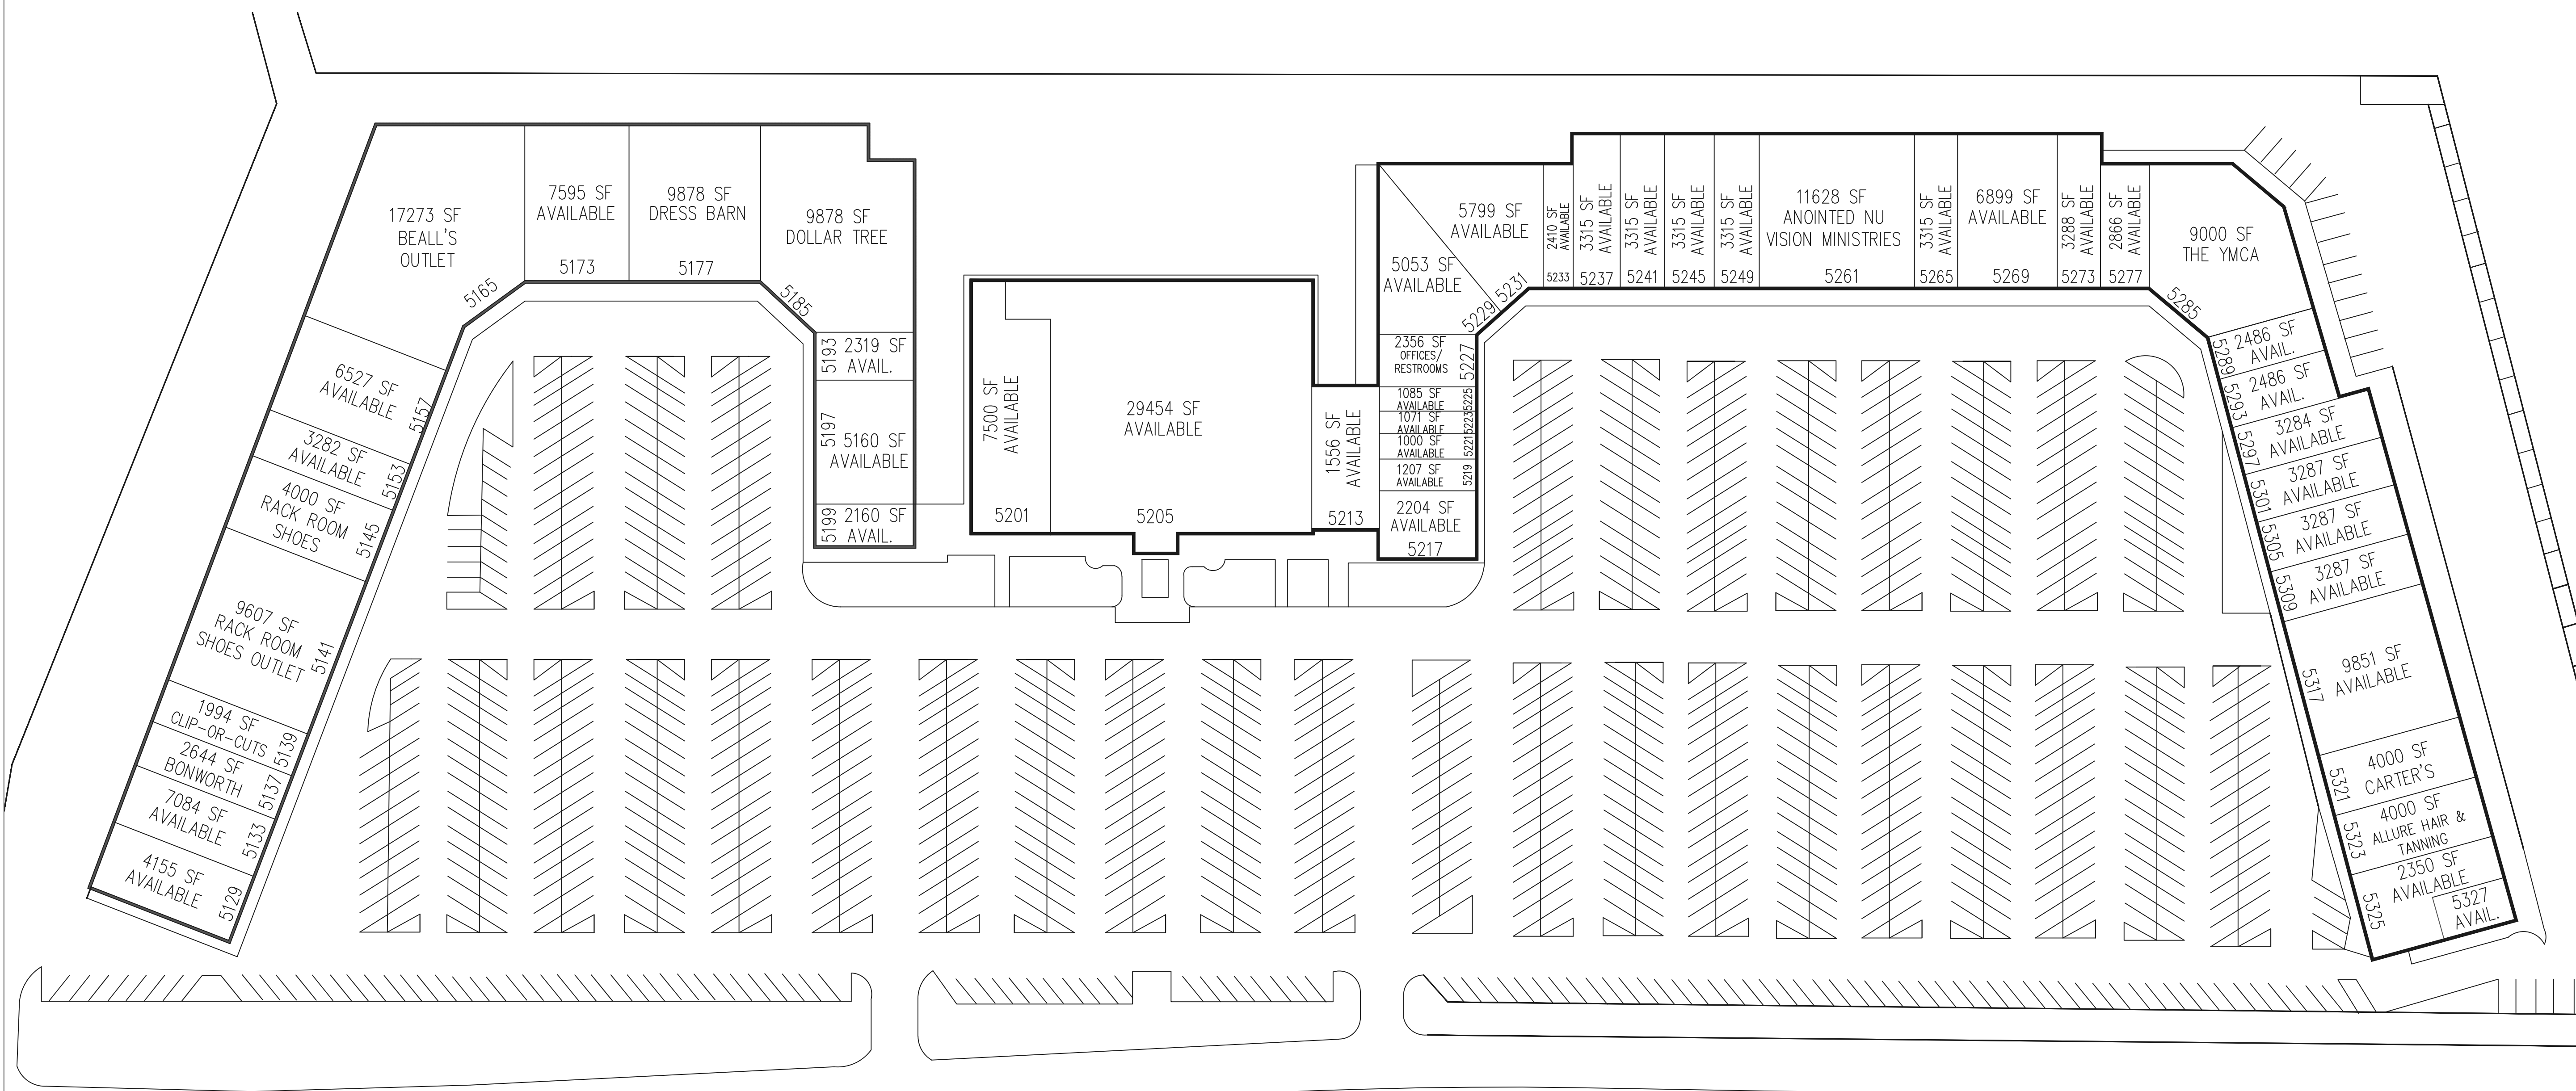 17273 SF
BEALL'S
OUTLET
5165
7595 SF
AVAILABLE
5173
9878 SF
DRESS BARN
5177
9878 SF
DOLLAR TREE
5185
2319 SF
AVAIL.
5193
5160 SF
AVAILABLE
5197
2160 SF
AVAIL.
5199
6527 SF
AVAILABLE
5157
3282 SF
AVAILABLE
5153
4000 SF
RACK ROOM
SHOES
5145
9607 SF
RACK ROOM
SHOES OUTLET
5141
1994 SF
CLIP-OR-CUTS
5139
2644 SF
BONWORTH
5137
7084 SF
AVAILABLE
5133
4155 SF
AVAILABLE
5129
7500 SF
AVAILABLE
5201
29454 SF
AVAILABLE
5205
1556 SF
AVAILABLE
5213
5799 SF
AVAILABLE
5231
5053 SF
AVAILABLE
5229
2356 SF
OFFICES/
RESTROOMS
5227
1085 SF
AVAILABLE
5225
1071 SF
AVAILABLE
5223
1000 SF
AVAILABLE
5221
1207 SF
AVAILABLE
5219
2204 SF
AVAILABLE
5217
2410 SF
AVAILABLE
5233
3315 SF
AVAILABLE
5237
3315 SF
AVAILABLE
5241
3315 SF
AVAILABLE
5245
3315 SF
AVAILABLE
5249
11628 SF
ANOINTED NU
VISION MINISTRIES
5261
3315 SF
AVAILABLE
5265
6899 SF
AVAILABLE
5269
3288 SF
AVAILABLE
5273
2866 SF
AVAILABLE
5277
9000 SF
THE YMCA
5285
2486 SF
AVAIL.
5289
2486 SF
AVAIL.
5293
3284 SF
AVAILABLE
5297
3287 SF
AVAILABLE
5301
3287 SF
AVAILABLE
5305
3287 SF
AVAILABLE
5309
9851 SF
AVAILABLE
5317
4000 SF
CARTER'S
5321
4000 SF
ALLURE HAIR &
TANNING
5323
2350 SF
AVAILABLE
5325
5327
AVAIL.